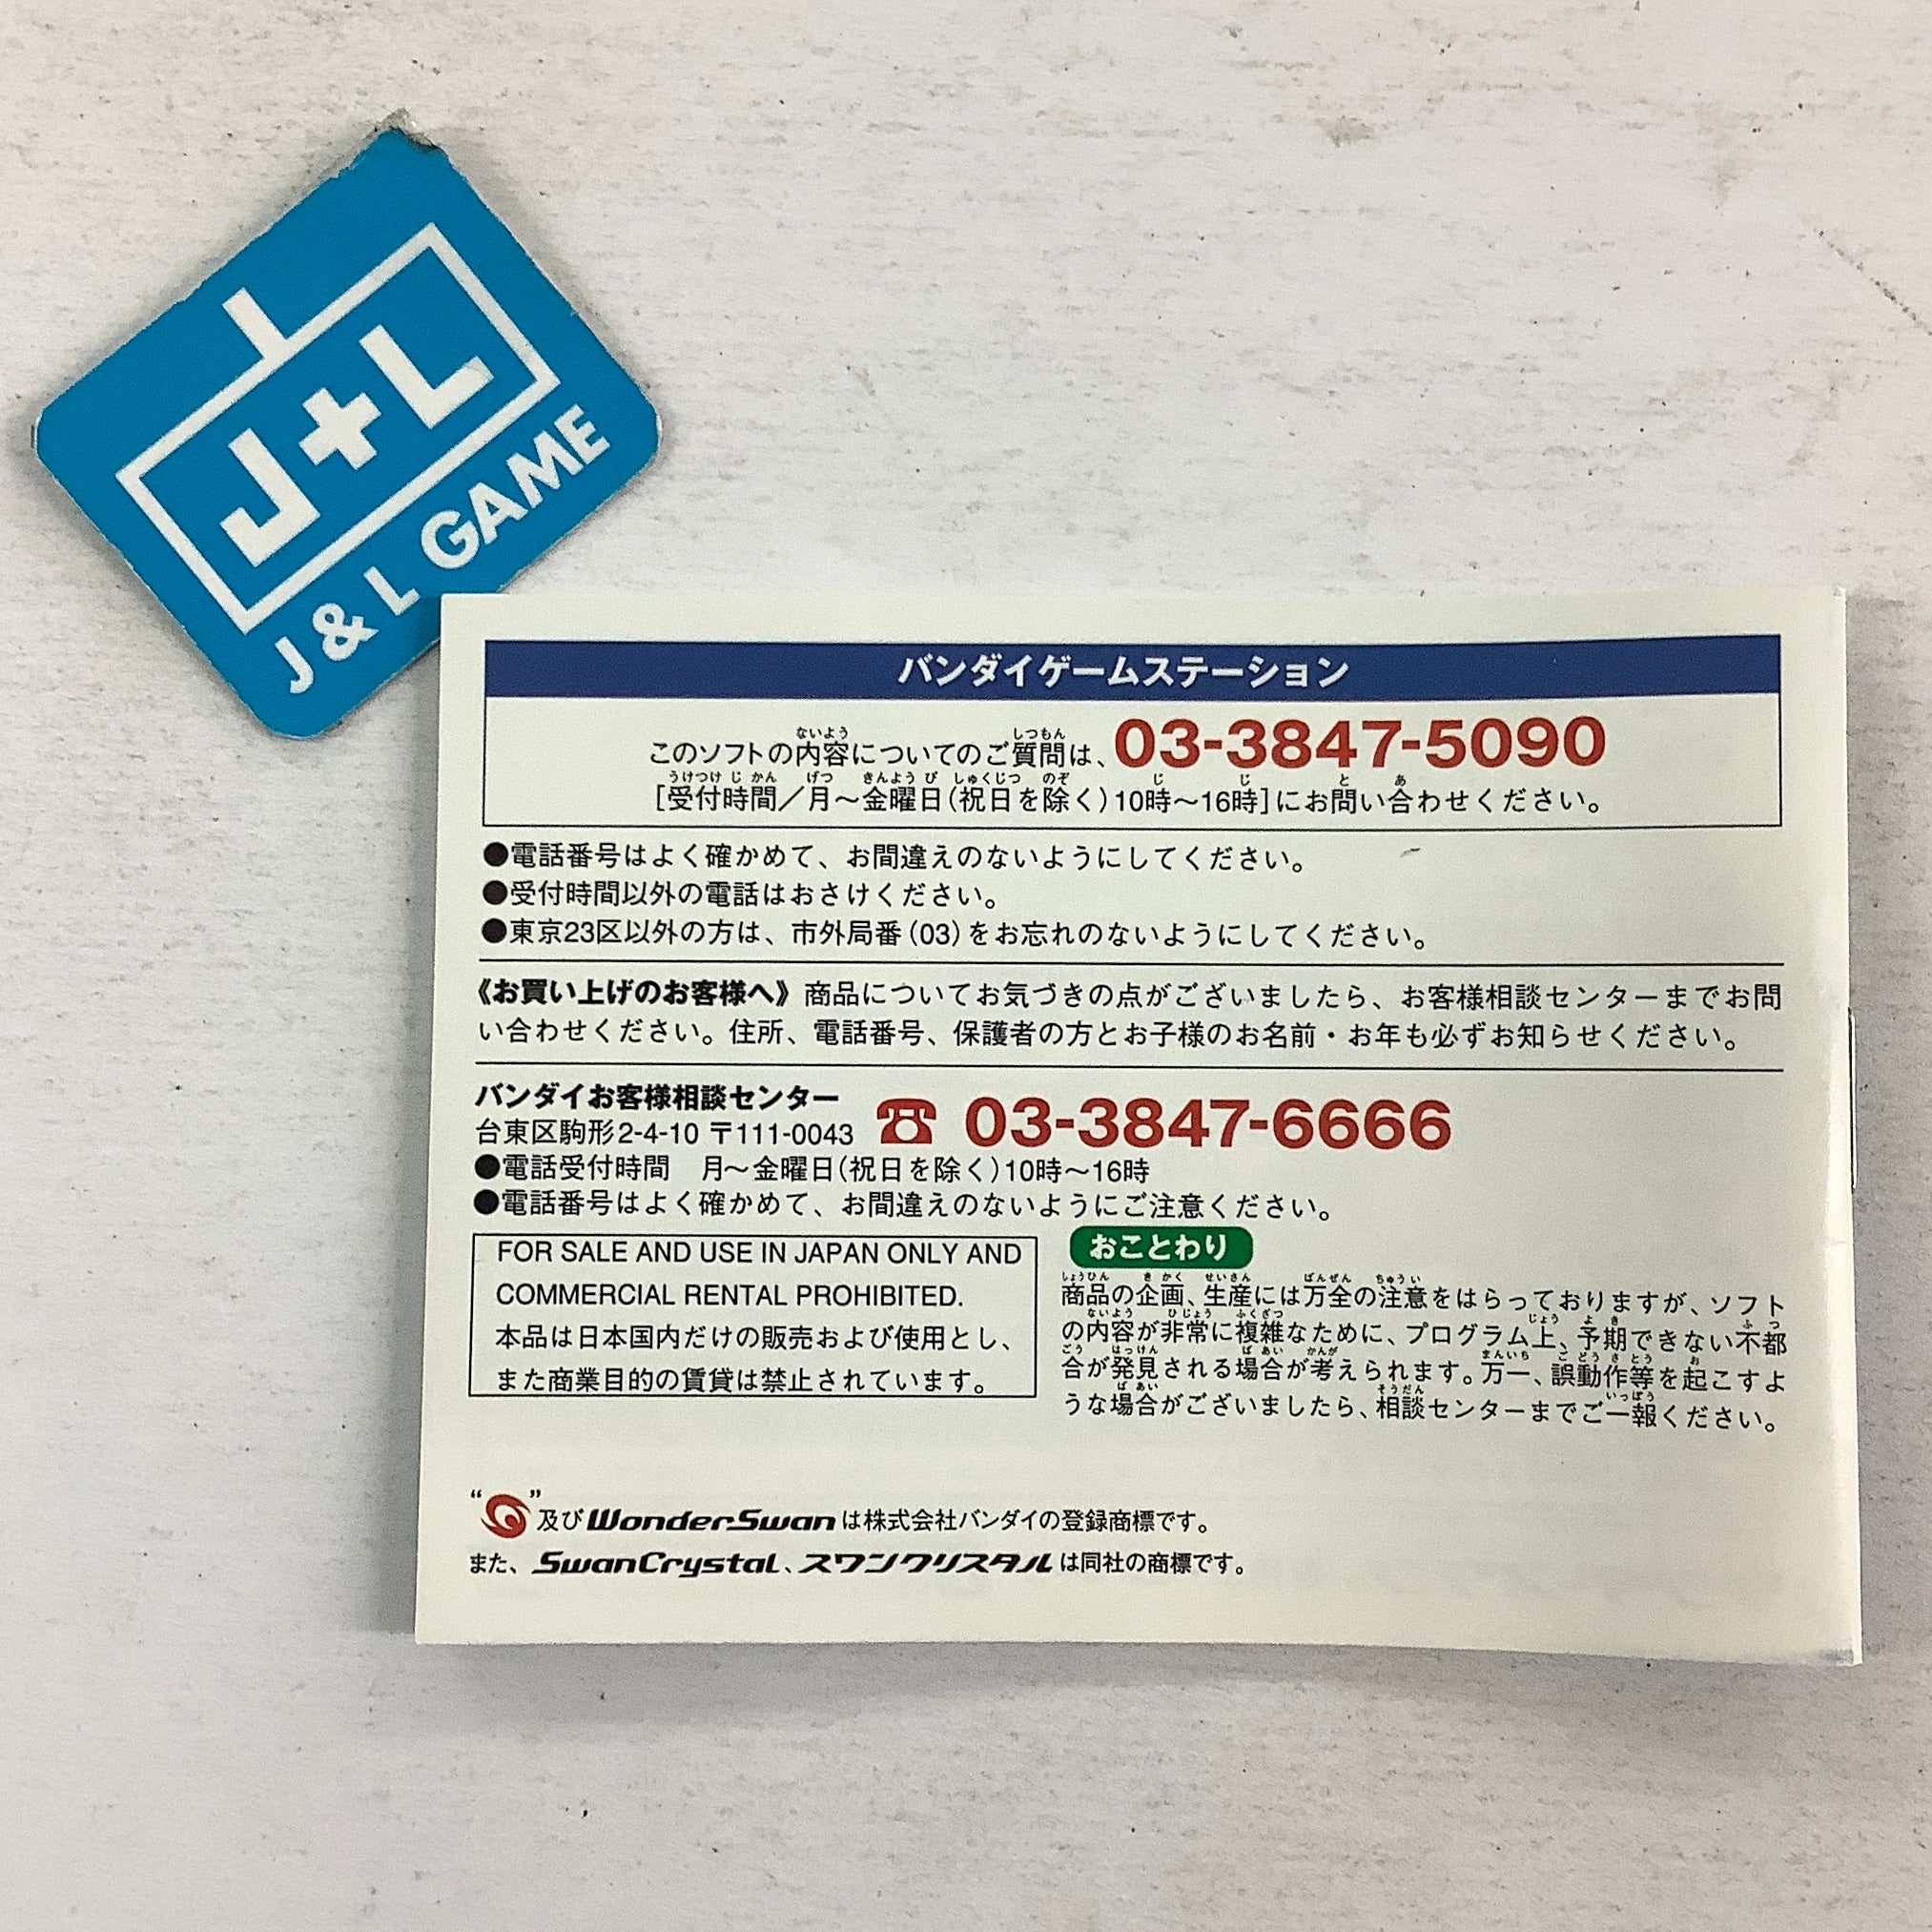 J+L
J & L GAME
バンダイゲームステーション
このソフトの内容についてのご質問は、03-3847-5090
[受付時間／月～金曜日(祝日を除く)10時～16時]にお問い合わせください。
●電話番号はよく確かめて、お間違えのないようにしてください。
●受付時間以外の電話はおさけください。
●東京23区以外の方は、市外局番(03)をお忘れのないようにしてください。
《お買い上げのお客様へ》商品についてお気づきの点がございましたら、お客様相談センターまでお問
い合わせください。住所、電話番号、保護者の方とお子様のお名前・お年も必ずお知らせください。
バンダイお客様相談センター
台東区駒形2-4-10 〒111-0043 ☎ 03-3847-6666
●電話受付時間　月～金曜日(祝日を除く)10時～16時
●電話番号はよく確かめて、お間違えのないようにご注意ください。
FOR SALE AND USE IN JAPAN ONLY AND
COMMERCIAL RENTAL PROHIBITED.
本品は日本国内だけの販売および使用とし、
また商業目的の賃貸は禁止されています。
おことわり
商品の企画、生産には万全の注意をはらっておりますが、ソフト
の内容が非常に複雑なために、プログラム上、予期できない不都
合が発見される場合が考えられます。万一、誤動作等を起こすよ
うな場合がございましたら、相談センターまでご一報ください。
“ ”及びWonderSwanは株式会社バンダイの登録商標です。
また、SwanCrystal、スワンクリスタルは同社の商標です。